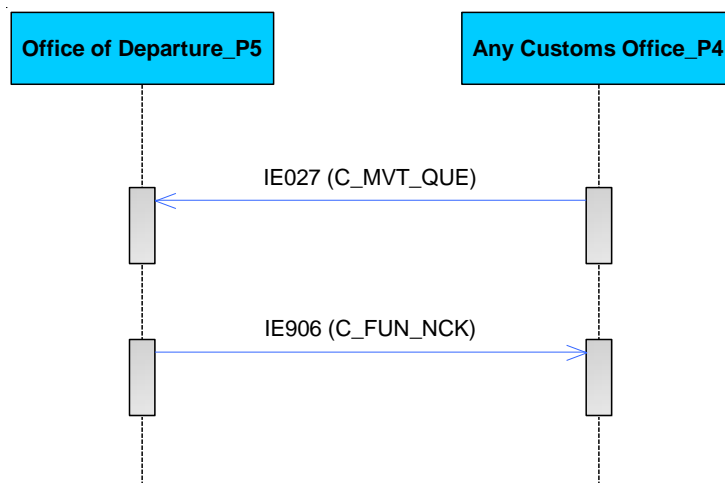 Office of Departure_P5
Any Customs Office_P4
IE027 (C_MVT_QUE)
IE906 (C_FUN_NCK)